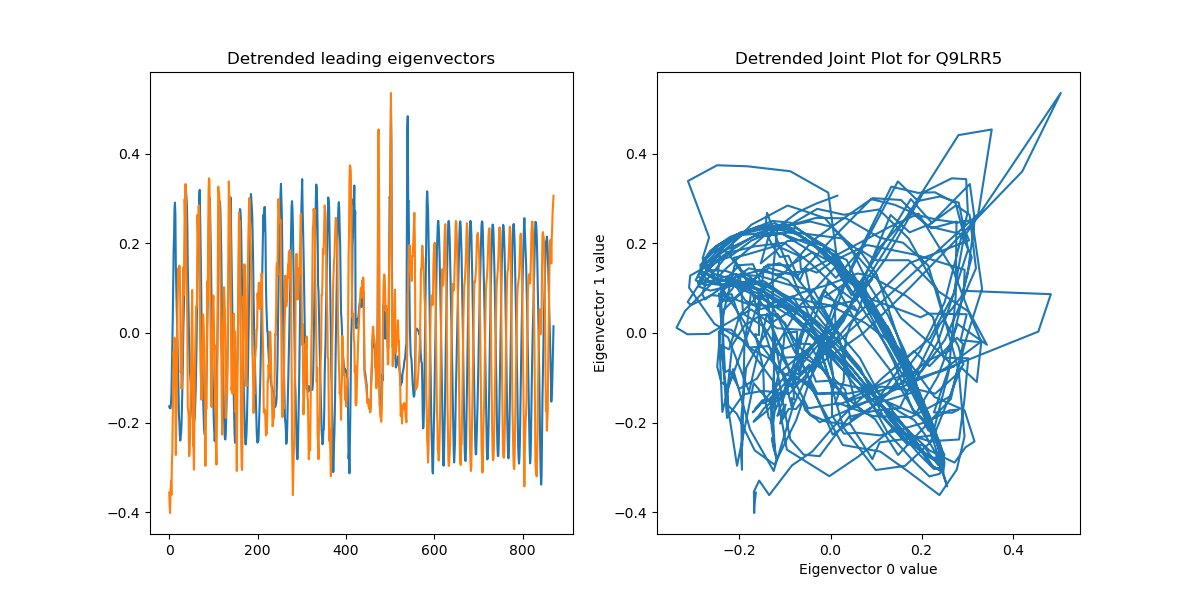 Detrended leading eigenvectors
0.4
0.2
0.0
−0.2
−0.4
0 200 400 600 800
Detrended Joint Plot for Q9LRR5
Eigenvector 1 value
0.4
0.2
0.0
−0.2
−0.4
−0.2 0.0 0.2 0.4
Eigenvector 0 value